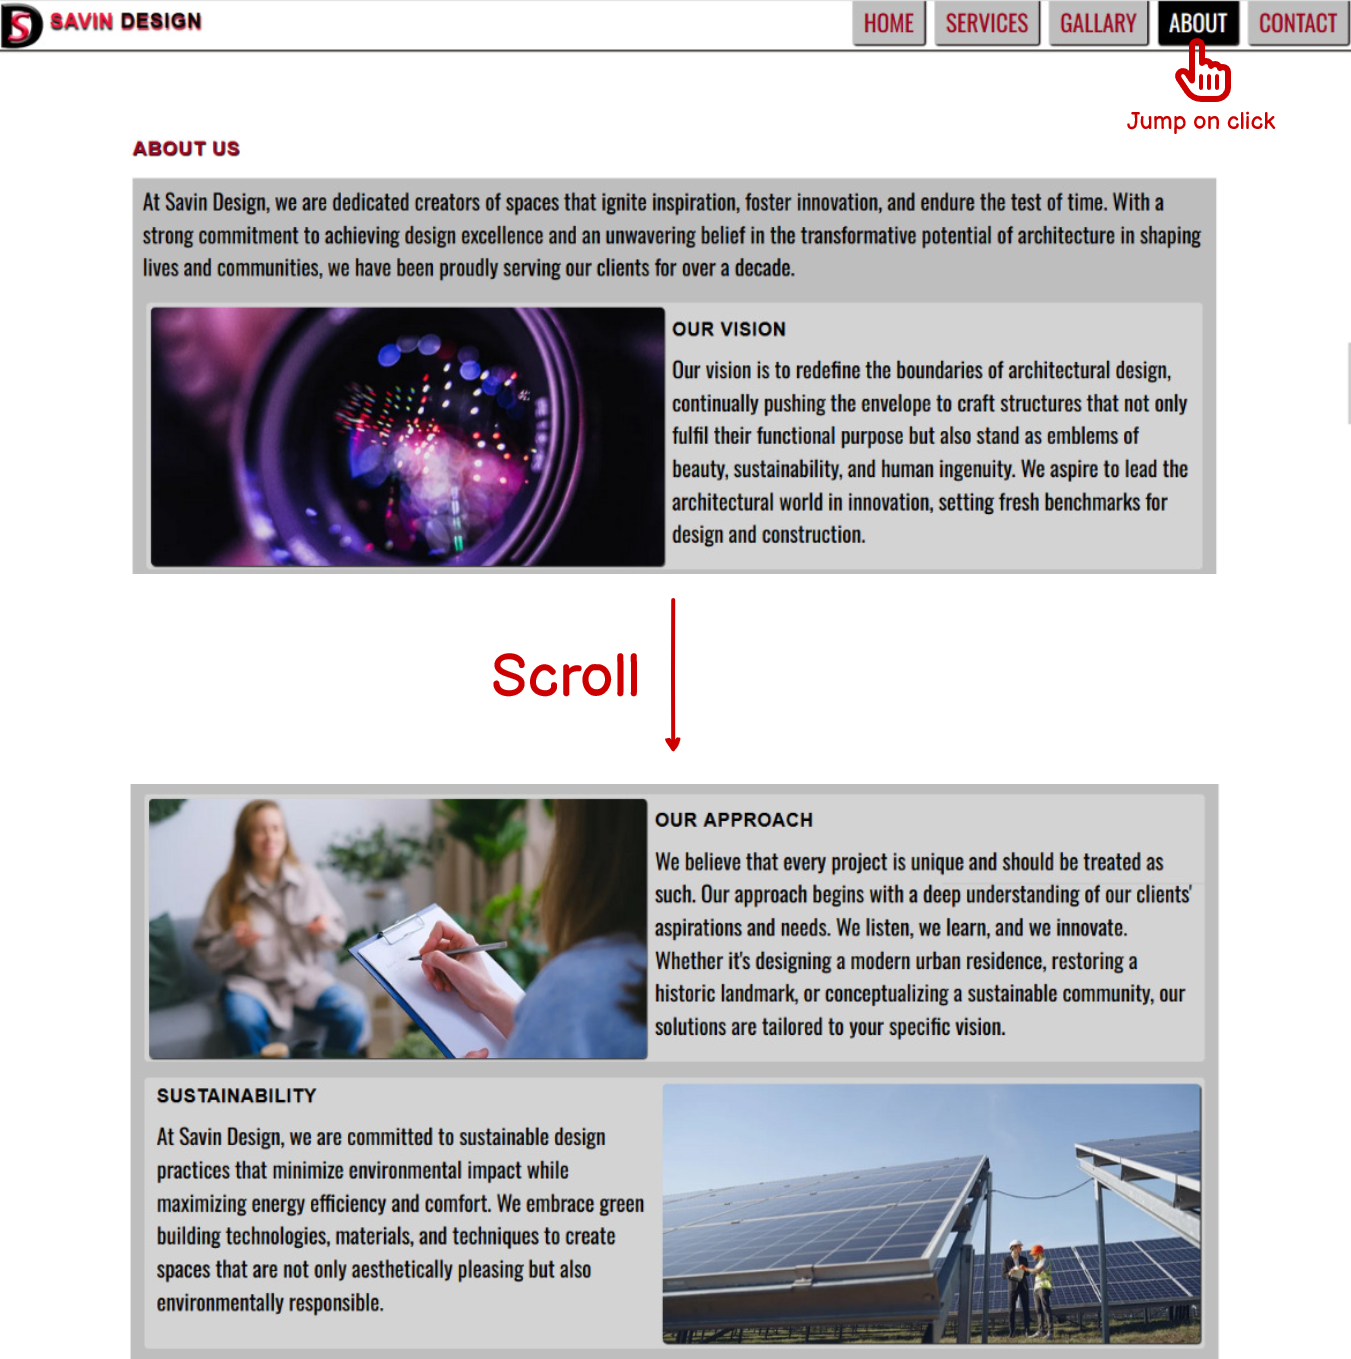 SAVIN DESIGN
HOME
SERVICES
GALLARY
ABOUT
CONTACT
Jump on click
ABOUT US
At Savin Design, we are dedicated creators of spaces that ignite inspiration, foster innovation, and endure the test of time. With a
strong commitment to achieving design excellence and an unwavering belief in the transformative potential of architecture in shaping
lives and communities, we have been proudly serving our clients for over a decade.
OUR VISION
Our vision is to redefine the boundaries of architectural design,
continually pushing the envelope to craft structures that not only
fulfil their functional purpose but also stand as emblems of
beauty, sustainability, and human ingenuity. We aspire to lead the
architectural world in innovation, setting fresh benchmarks for
design and construction.
Scroll
OUR APPROACH
We believe that every project is unique and should be treated as
such. Our approach begins with a deep understanding of our clients'
aspirations and needs. We listen, we learn, and we innovate.
Whether it's designing a modern urban residence, restoring a
historic landmark, or conceptualizing a sustainable community, our
solutions are tailored to your specific vision.
SUSTAINABILITY
At Savin Design, we are committed to sustainable design
practices that minimize environmental impact while
maximizing energy efficiency and comfort. We embrace green
building technologies, materials, and techniques to create
spaces that are not only aesthetically pleasing but also
environmentally responsible.